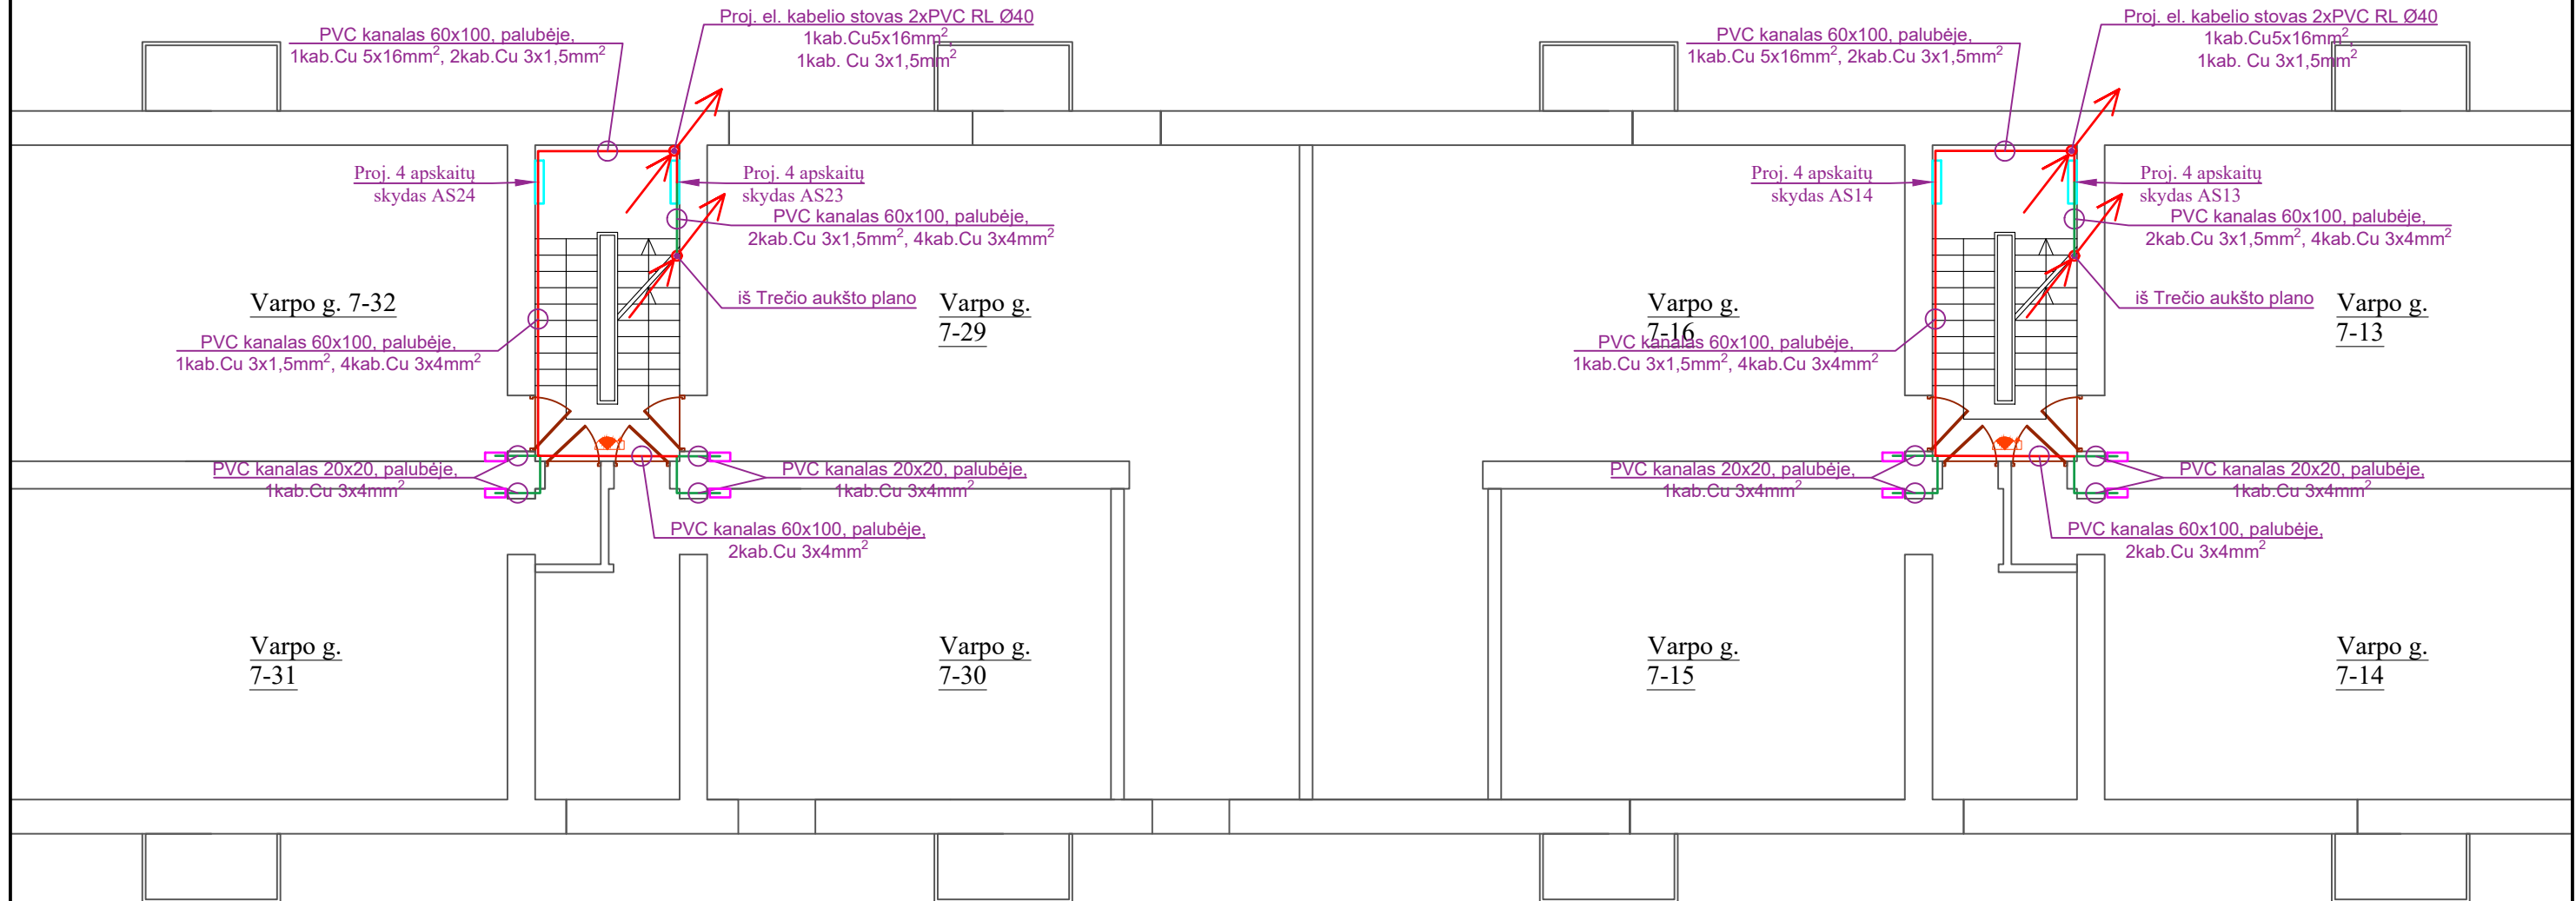 Proj. el. kabelio stovas 2xPVC RL Ø40
1kab.Cu5x16mm²,
1kab. Cu 3x1,5mm²
PVC kanalas 60x100, palubėje,
1kab.Cu 5x16mm², 2kab.Cu 3x1,5mm²
Proj. 4 apskaitų
skydas AS24
Proj. 4 apskaitų
skydas AS23
PVC kanalas 60x100, palubėje,
2kab.Cu 3x1,5mm², 4kab.Cu 3x4mm²
iš Trečio aukšto plano
Varpo g. 7-32
Varpo g.
7-29
PVC kanalas 60x100, palubėje,
1kab.Cu 3x1,5mm², 4kab.Cu 3x4mm²
PVC kanalas 20x20, palubėje,
1kab.Cu 3x4mm²
PVC kanalas 20x20, palubėje,
1kab.Cu 3x4mm²
PVC kanalas 60x100, palubėje,
2kab.Cu 3x4mm²
Varpo g.
7-31
Varpo g.
7-30
Proj. el. kabelio stovas 2xPVC RL Ø40
1kab.Cu5x16mm²,
1kab. Cu 3x1,5mm²
PVC kanalas 60x100, palubėje,
1kab.Cu 5x16mm², 2kab.Cu 3x1,5mm²
Proj. 4 apskaitų
skydas AS14
Proj. 4 apskaitų
skydas AS13
PVC kanalas 60x100, palubėje,
2kab.Cu 3x1,5mm², 4kab.Cu 3x4mm²
iš Trečio aukšto plano
Varpo g.
7-16
Varpo g.
7-13
PVC kanalas 60x100, palubėje,
1kab.Cu 3x1,5mm², 4kab.Cu 3x4mm²
PVC kanalas 20x20, palubėje,
1kab.Cu 3x4mm²
PVC kanalas 20x20, palubėje,
1kab.Cu 3x4mm²
PVC kanalas 60x100, palubėje,
2kab.Cu 3x4mm²
Varpo g.
7-15
Varpo g.
7-14